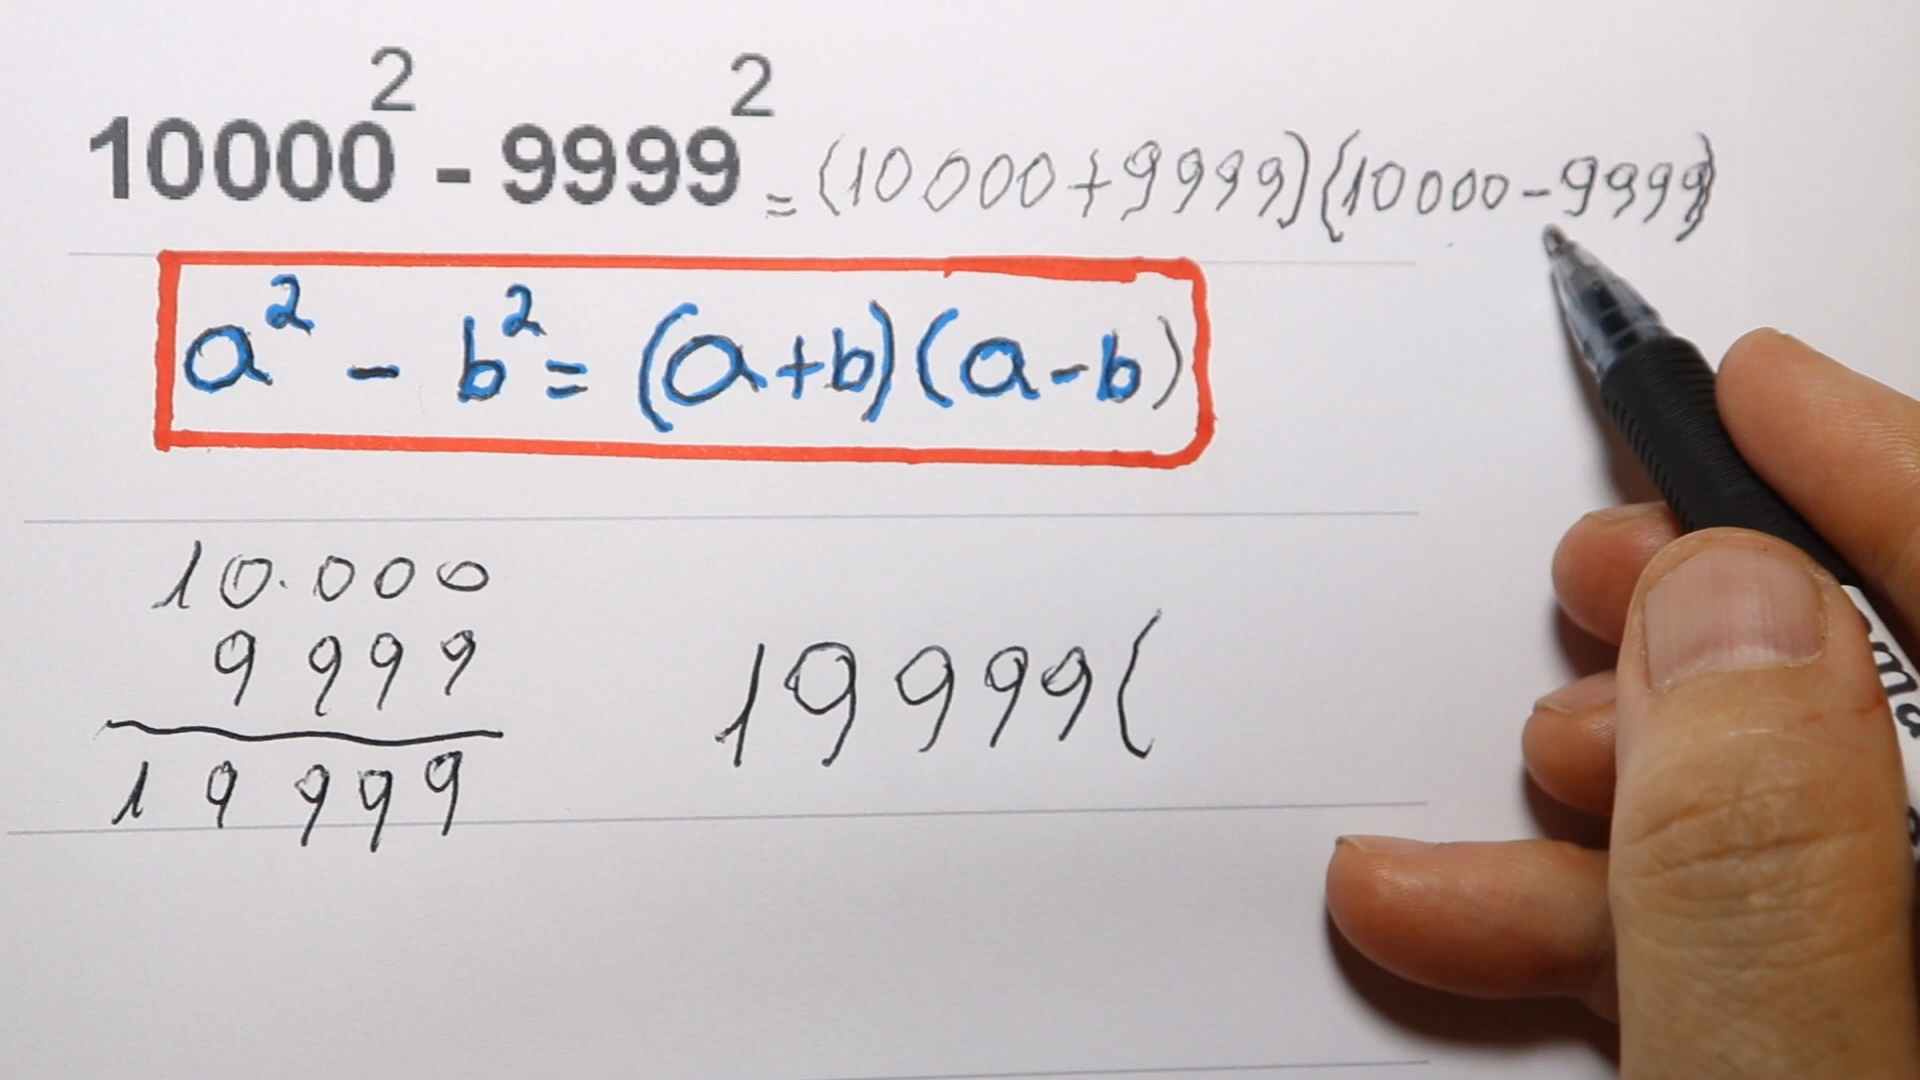 10000² - 9999² = (10000+9999)(10000-9999)
a² - b² = (a+b)(a-b)
10.000
9999
19999
19999(